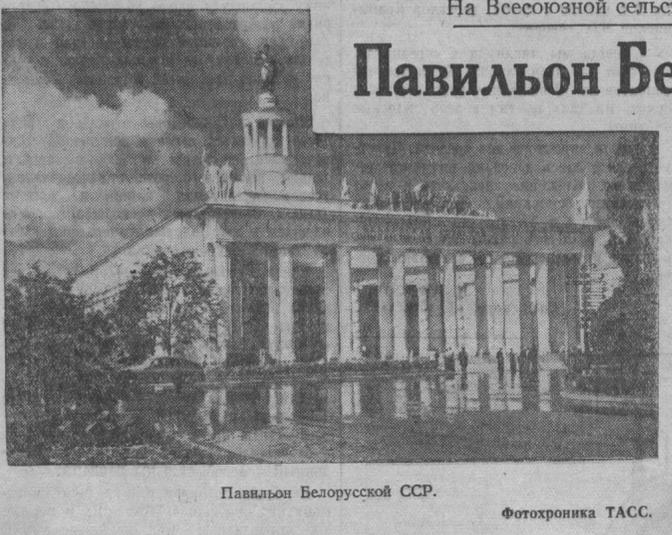 На Всесоюзной сельс
Павильон Бе
Павильон Белорусской ССР.
Фотохроника ТАСС.